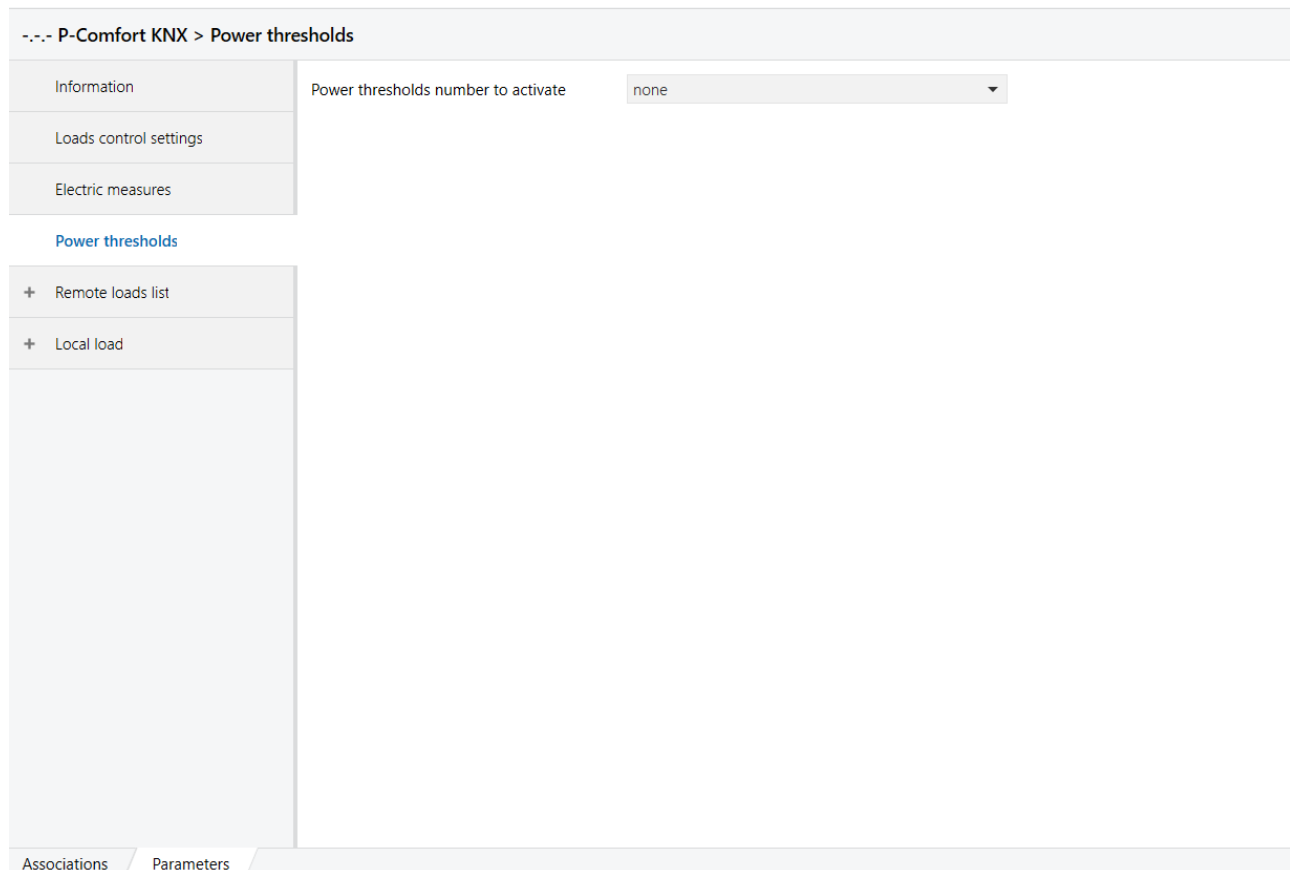 -.-.- P-Comfort KNX > Power thresholds
Information
Power thresholds number to activate none
Loads control settings
Electric measures
Power thresholds
+ Remote loads list
+ Local load
Associations Parameters